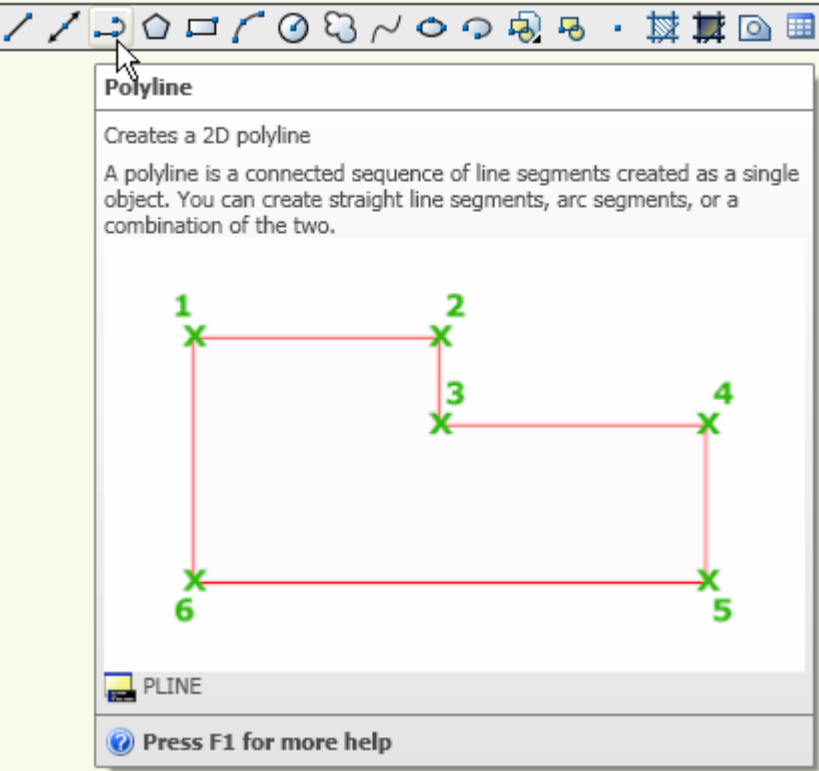 Polyline
Creates a 2D polyline
A polyline is a connected sequence of line segments created as a single
object. You can create straight line segments, arc segments, or a
combination of the two.
1 2
3 4
6 5
PLINE
Press F1 for more help